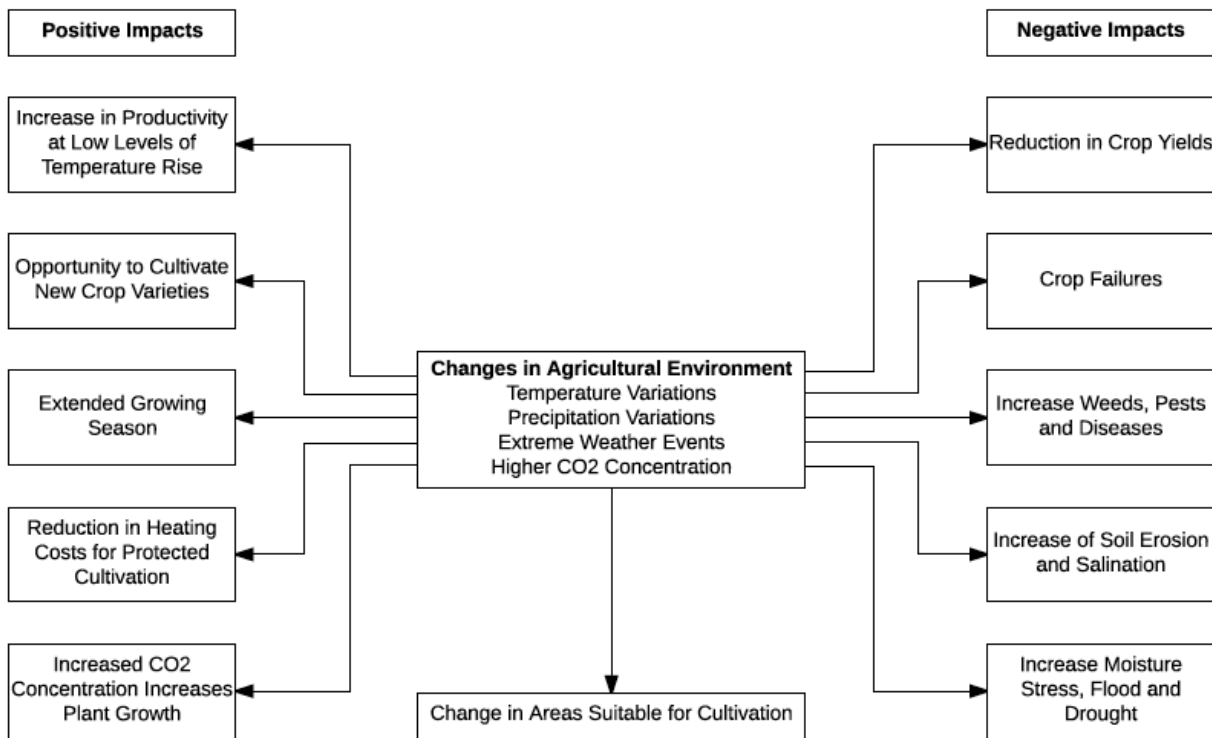 Positive Impacts
Negative Impacts
Increase in Productivity
at Low Levels of
Temperature Rise
Reduction in Crop Yields
Opportunity to Cultivate
New Crop Varieties
Crop Failures
Changes in Agricultural Environment
Temperature Variations
Precipitation Variations
Extreme Weather Events
Higher CO2 Concentration
Extended Growing
Season
Increase Weeds, Pests
and Diseases
Reduction in Heating
Costs for Protected
Cultivation
Increase of Soil Erosion
and Salination
Increased CO2
Concentration Increases
Plant Growth
Change in Areas Suitable for Cultivation
Increase Moisture
Stress, Flood and
Drought